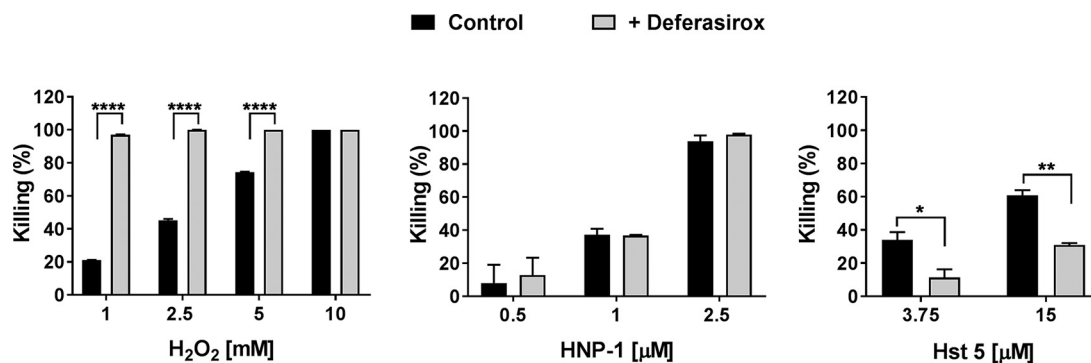 Control + Deferasirox
Killing (%)
120
100
80
60
40
20
0
**** **** ****
1 2.5 5 10
H₂O₂ [mM]
Killing (%)
120
100
80
60
40
20
0
0.5 1 2.5
HNP-1 [μM]
Killing (%)
120
100
80
60
40
20
0
* **
3.75 15
Hst 5 [μM]